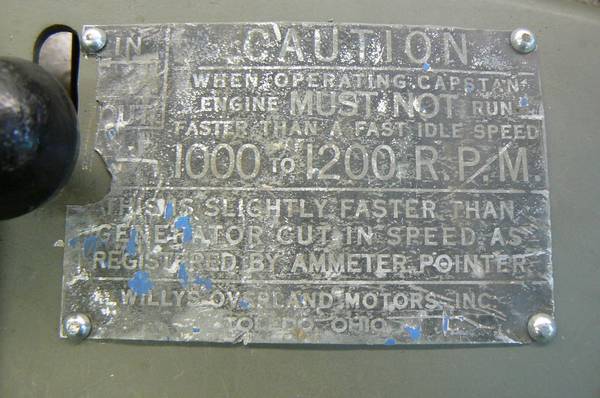 IN
OUT
CAUTION
WHEN OPERATING CAPSTAN
ENGINE MUST NOT RUN
FASTER THAN A FAST IDLE SPEED
1000 TO 1200 R.P.M.
THIS IS SLIGHTLY FASTER THAN
GENERATOR CUT IN SPEED AS
REGISTERED BY AMMETER POINTER
WILLYS OVERLAND MOTORS, INC.
TOLEDO, OHIO